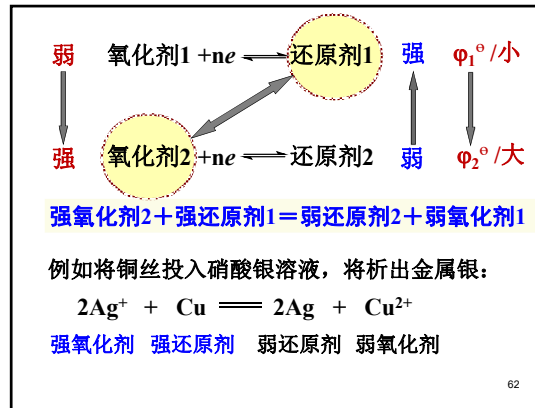 弱 氧化剂1 +ne ⇌ 还原剂1 强 φ₁⊖ /小
强 氧化剂2 +ne ⇌ 还原剂2 弱 φ₂⊖ /大
强氧化剂2＋强还原剂1＝弱还原剂2＋弱氧化剂1
例如将铜丝投入硝酸银溶液，将析出金属银：
2Ag⁺ + Cu ══ 2Ag + Cu²⁺
强氧化剂 强还原剂 弱还原剂 弱氧化剂
62